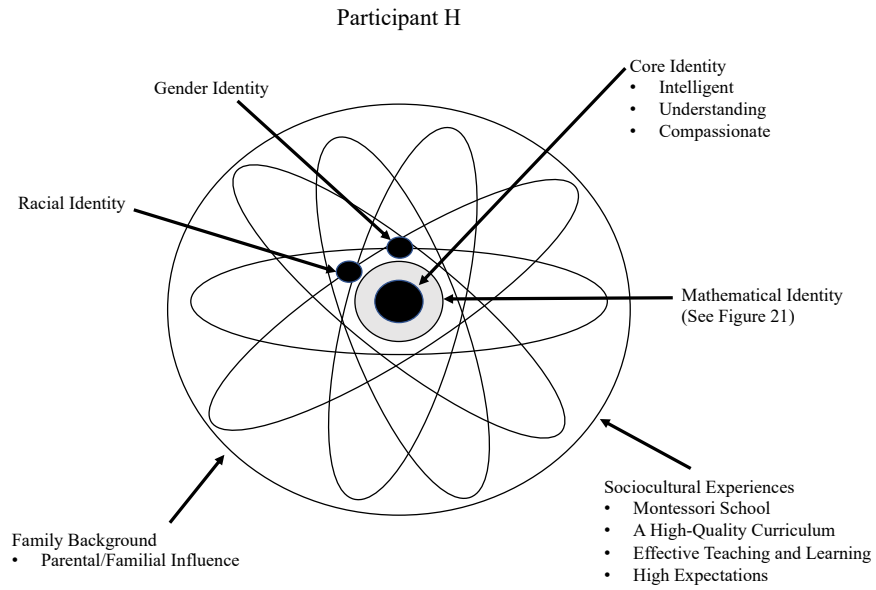 Participant H
Core Identity
• Intelligent
• Understanding
• Compassionate
Gender Identity
Racial Identity
Mathematical Identity
(See Figure 21)
Sociocultural Experiences
• Montessori School
• A High-Quality Curriculum
• Effective Teaching and Learning
• High Expectations
Family Background
• Parental/Familial Influence